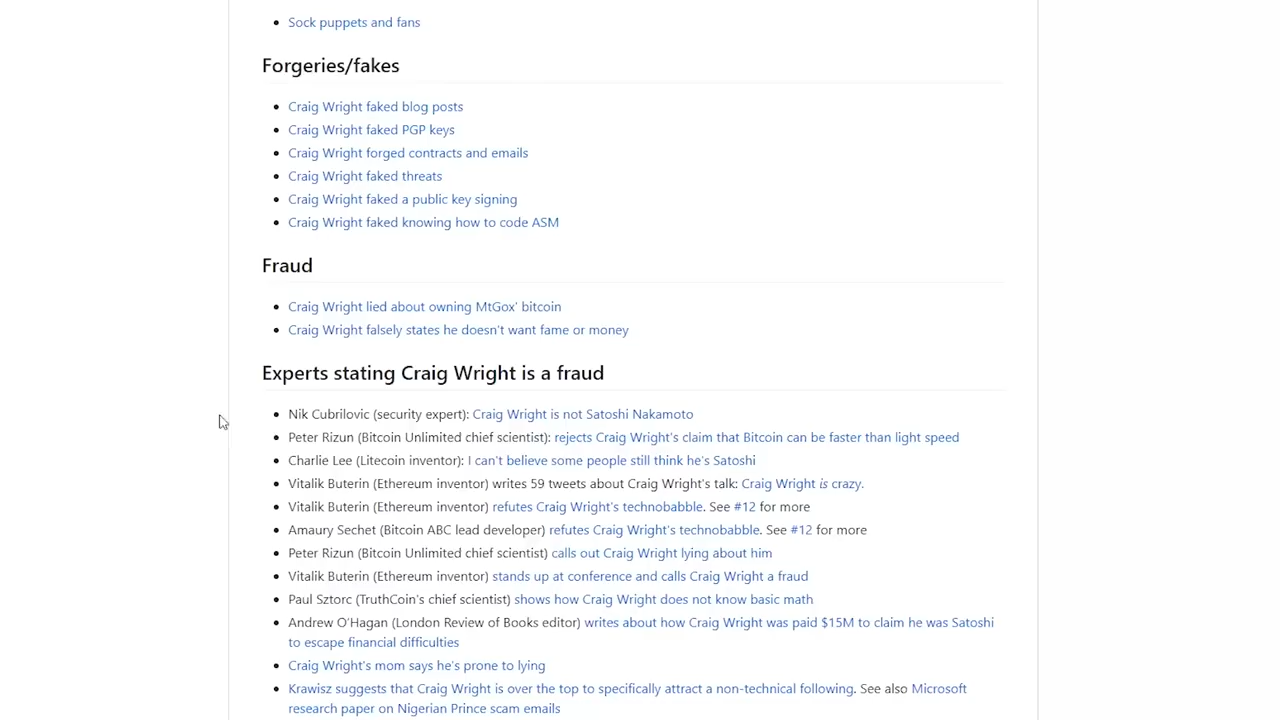 Sock puppets and fans
Forgeries/fakes
Craig Wright faked blog posts
Craig Wright faked PGP keys
Craig Wright forged contracts and emails
Craig Wright faked threats
Craig Wright faked a public key signing
Craig Wright faked knowing how to code ASM
Fraud
Craig Wright lied about owning MtGox' bitcoin
Craig Wright falsely states he doesn't want fame or money
Experts stating Craig Wright is a fraud
Nik Cubrilovic (security expert): Craig Wright is not Satoshi Nakamoto
Peter Rizun (Bitcoin Unlimited chief scientist): rejects Craig Wright's claim that Bitcoin can be faster than light speed
Charlie Lee (Litecoin inventor): I can't believe some people still think he's Satoshi
Vitalik Buterin (Ethereum inventor) writes 59 tweets about Craig Wright's talk: Craig Wright is crazy.
Vitalik Buterin (Ethereum inventor) refutes Craig Wright's technobabble. See #12 for more
Amaury Sechet (Bitcoin ABC lead developer) refutes Craig Wright's technobabble. See #12 for more
Peter Rizun (Bitcoin Unlimited chief scientist) calls out Craig Wright lying about him
Vitalik Buterin (Ethereum inventor) stands up at conference and calls Craig Wright a fraud
Paul Sztorc (TruthCoin's chief scientist) shows how Craig Wright does not know basic math
Andrew O'Hagan (London Review of Books editor) writes about how Craig Wright was paid $15M to claim he was Satoshi
to escape financial difficulties
Craig Wright's mom says he's prone to lying
Krawisz suggests that Craig Wright is over the top to specifically attract a non-technical following. See also Microsoft
research paper on Nigerian Prince scam emails